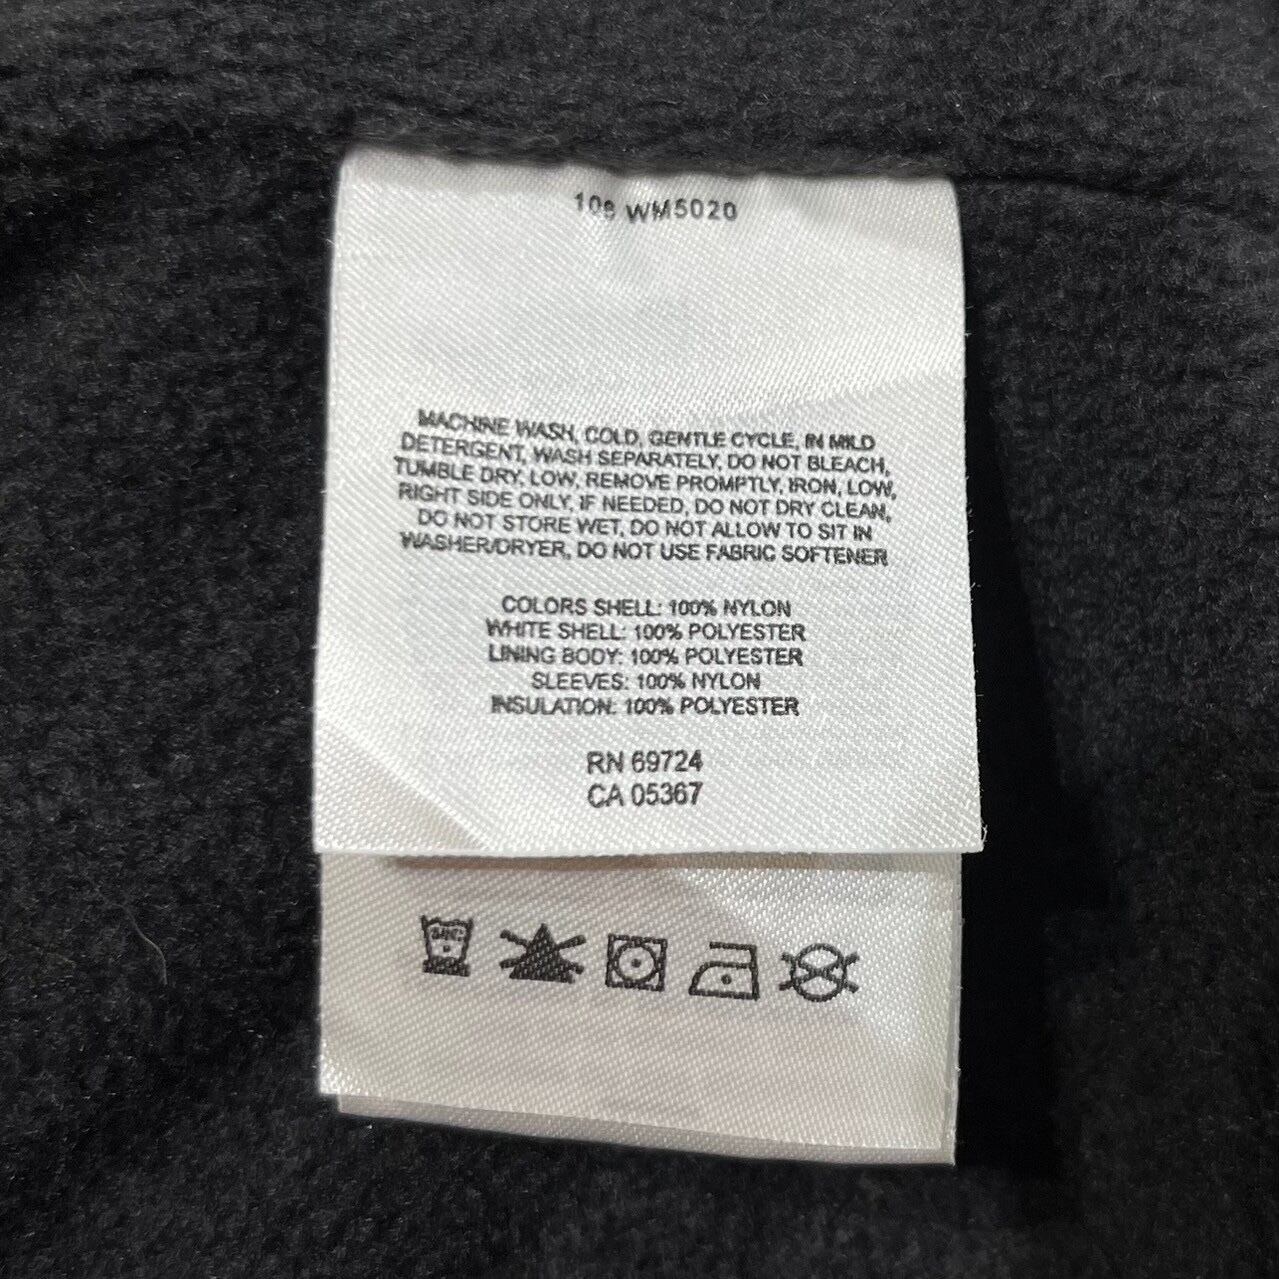 108 WM5020
MACHINE WASH, COLD, GENTLE CYCLE, IN MILD
DETERGENT, WASH SEPARATELY, DO NOT BLEACH,
TUMBLE DRY, LOW, REMOVE PROMPTLY, IRON, LOW,
RIGHT SIDE ONLY, IF NEEDED, DO NOT DRY CLEAN,
DO NOT STORE WET, DO NOT ALLOW TO SIT IN
WASHER/DRYER, DO NOT USE FABRIC SOFTENER
COLORS SHELL: 100% NYLON
WHITE SHELL: 100% POLYESTER
LINING BODY: 100% POLYESTER
SLEEVES: 100% NYLON
INSULATION: 100% POLYESTER
RN 69724
CA 05367